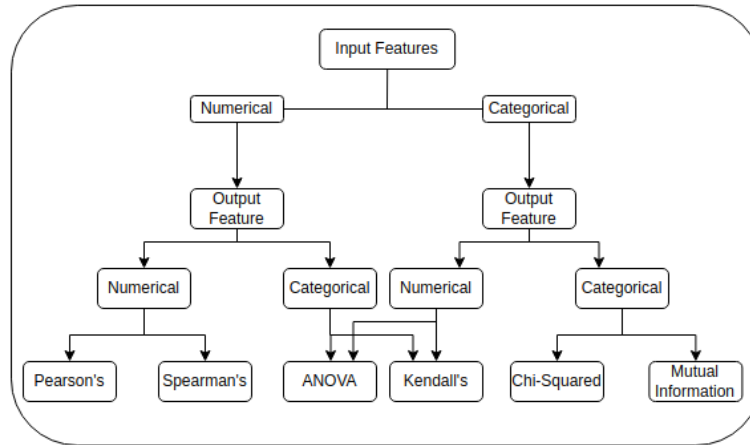 Input Features
Numerical
Categorical
Output
Feature
Output
Feature
Numerical
Categorical
Numerical
Categorical
Pearson's
Spearman's
ANOVA
Kendall's
Chi-Squared
Mutual
Information